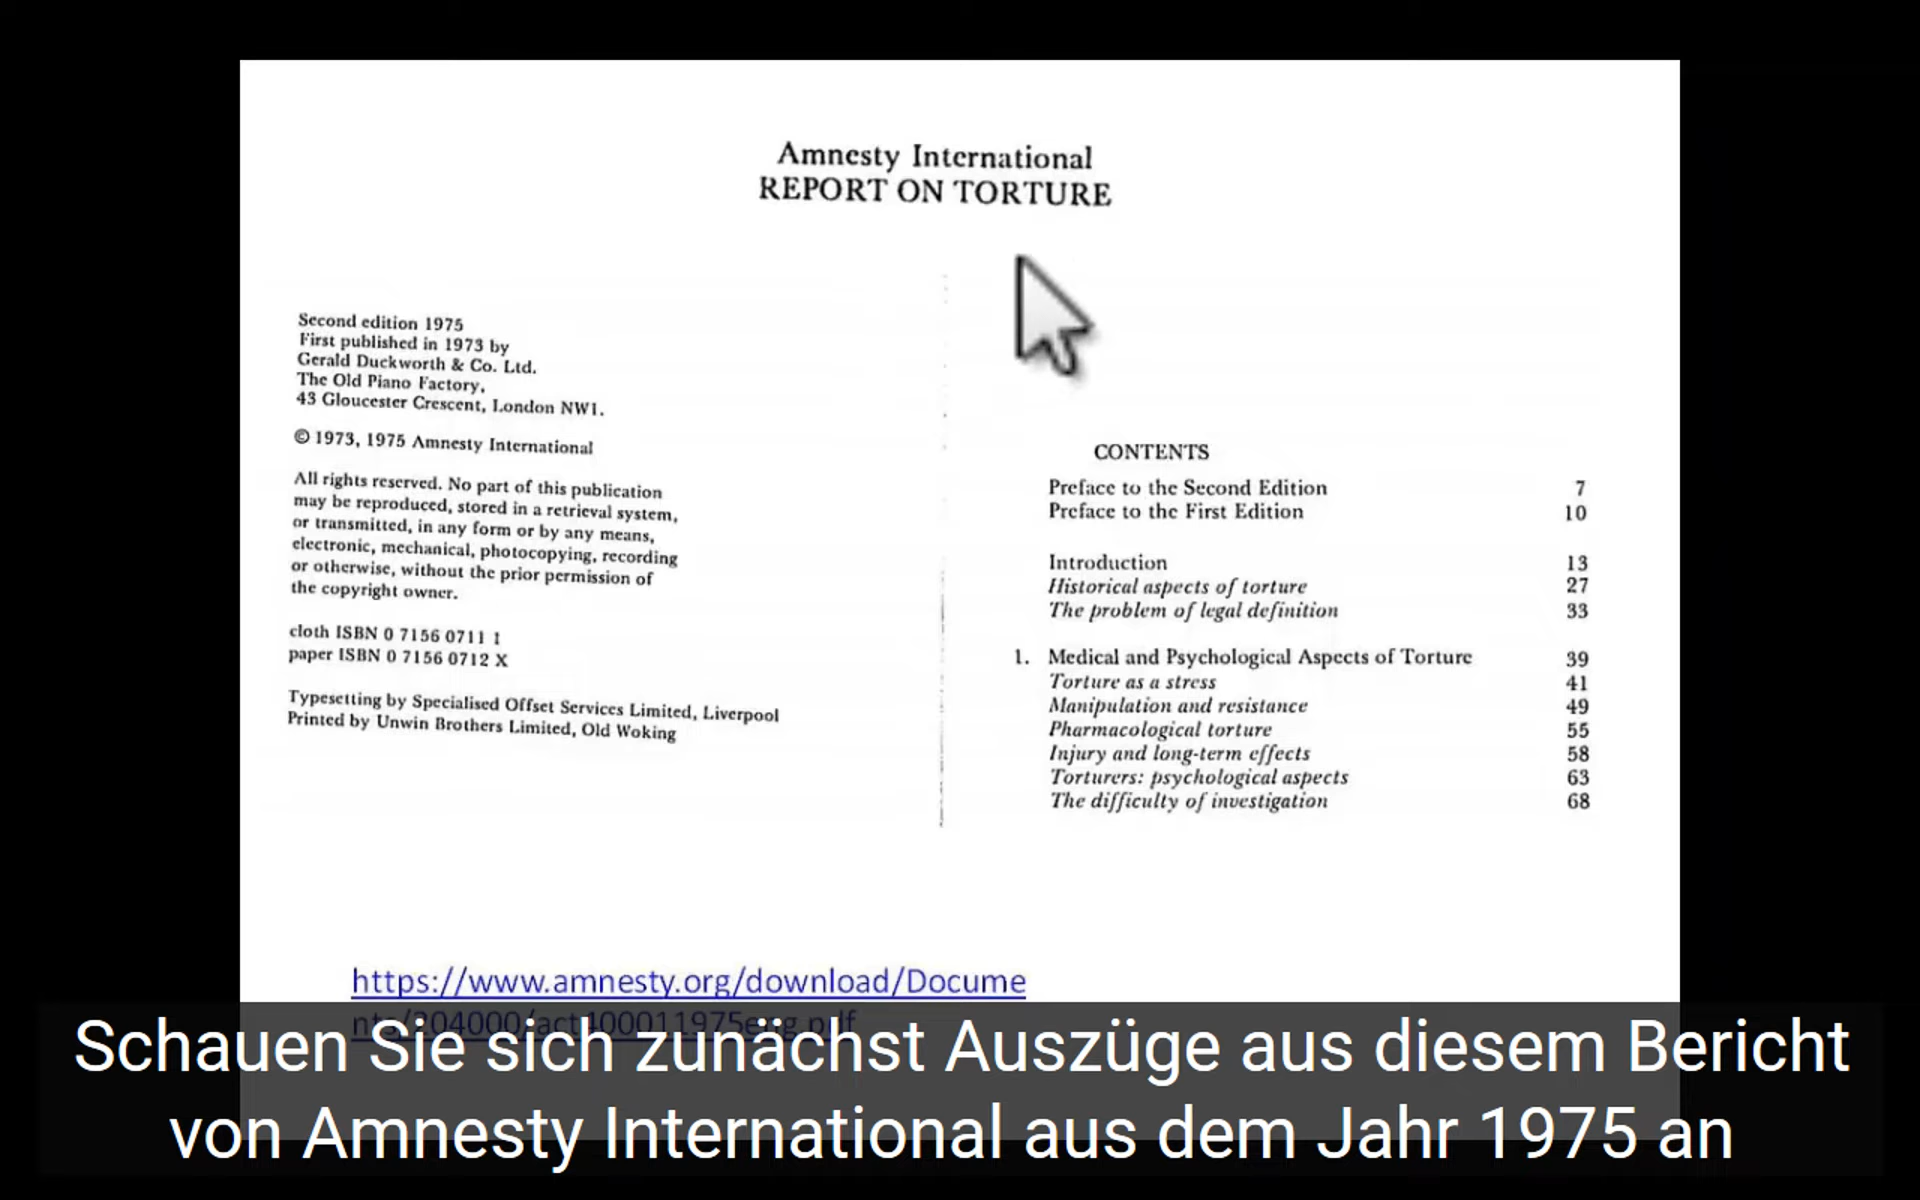 Amnesty International
REPORT ON TORTURE
Second edition 1975
First published in 1973 by
Gerald Duckworth & Co. Ltd.
The Old Piano Factory,
43 Gloucester Crescent, London NW1.
© 1973, 1975 Amnesty International
All rights reserved. No part of this publication
may be reproduced, stored in a retrieval system,
or transmitted, in any form or by any means,
electronic, mechanical, photocopying, recording
or otherwise, without the prior permission of
the copyright owner.
cloth ISBN 0 7156 0711 1
paper ISBN 0 7156 0712 X
Typesetting by Specialised Offset Services Limited, Liverpool
Printed by Unwin Brothers Limited, Old Woking
CONTENTS
Preface to the Second Edition 7
Preface to the First Edition 10
Introduction 13
Historical aspects of torture 27
The problem of legal definition 33
1. Medical and Psychological Aspects of Torture 39
Torture as a stress 41
Manipulation and resistance 49
Pharmacological torture 55
Injury and long-term effects 58
Torturers: psychological aspects 63
The difficulty of investigation 68
https://www.amnesty.org/download/Docume
nts/204000/act400011975eng.pdf
Schauen Sie sich zunächst Auszüge aus diesem Bericht
von Amnesty International aus dem Jahr 1975 an